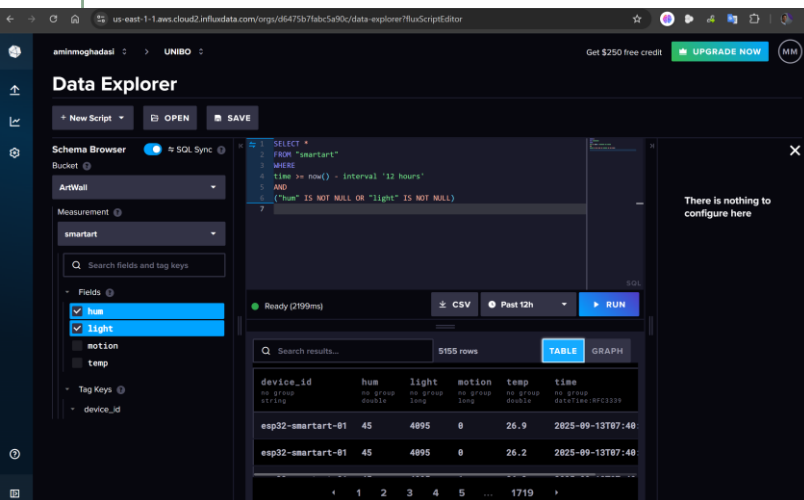 us-east-1-1.aws.cloud2.influxdata.com/orgs/d6475b7fabc5a90c/data-explorer?fluxScriptEditor
aminmoghadasi > UNIBO
Get $250 free credit
UPGRADE NOW
MM
Data Explorer
+ New Script
OPEN
SAVE
Schema Browser
SQL Sync
Bucket
ArtWall
Measurement
smartart
Search fields and tag keys
Fields
hum
light
motion
temp
Tag Keys
device_id
1 SELECT *
2 FROM "smartart"
3 WHERE
4 time >= now() - interval '12 hours'
5 AND
6 ("hum" IS NOT NULL OR "light" IS NOT NULL)
7
SQL
Ready (2199ms)
CSV
Past 12h
RUN
Search results...
5155 rows
TABLE
GRAPH
device_id hum light motion temp time
no group no group no group no group no group no group
string double long long double dateTime:RFC3339
esp32-smartart-01 45 4095 0 26.9 2025-09-13T07:40:
esp32-smartart-01 45 4095 0 26.2 2025-09-13T07:40
1 2 3 4 5 ... 1719
There is nothing to
configure here